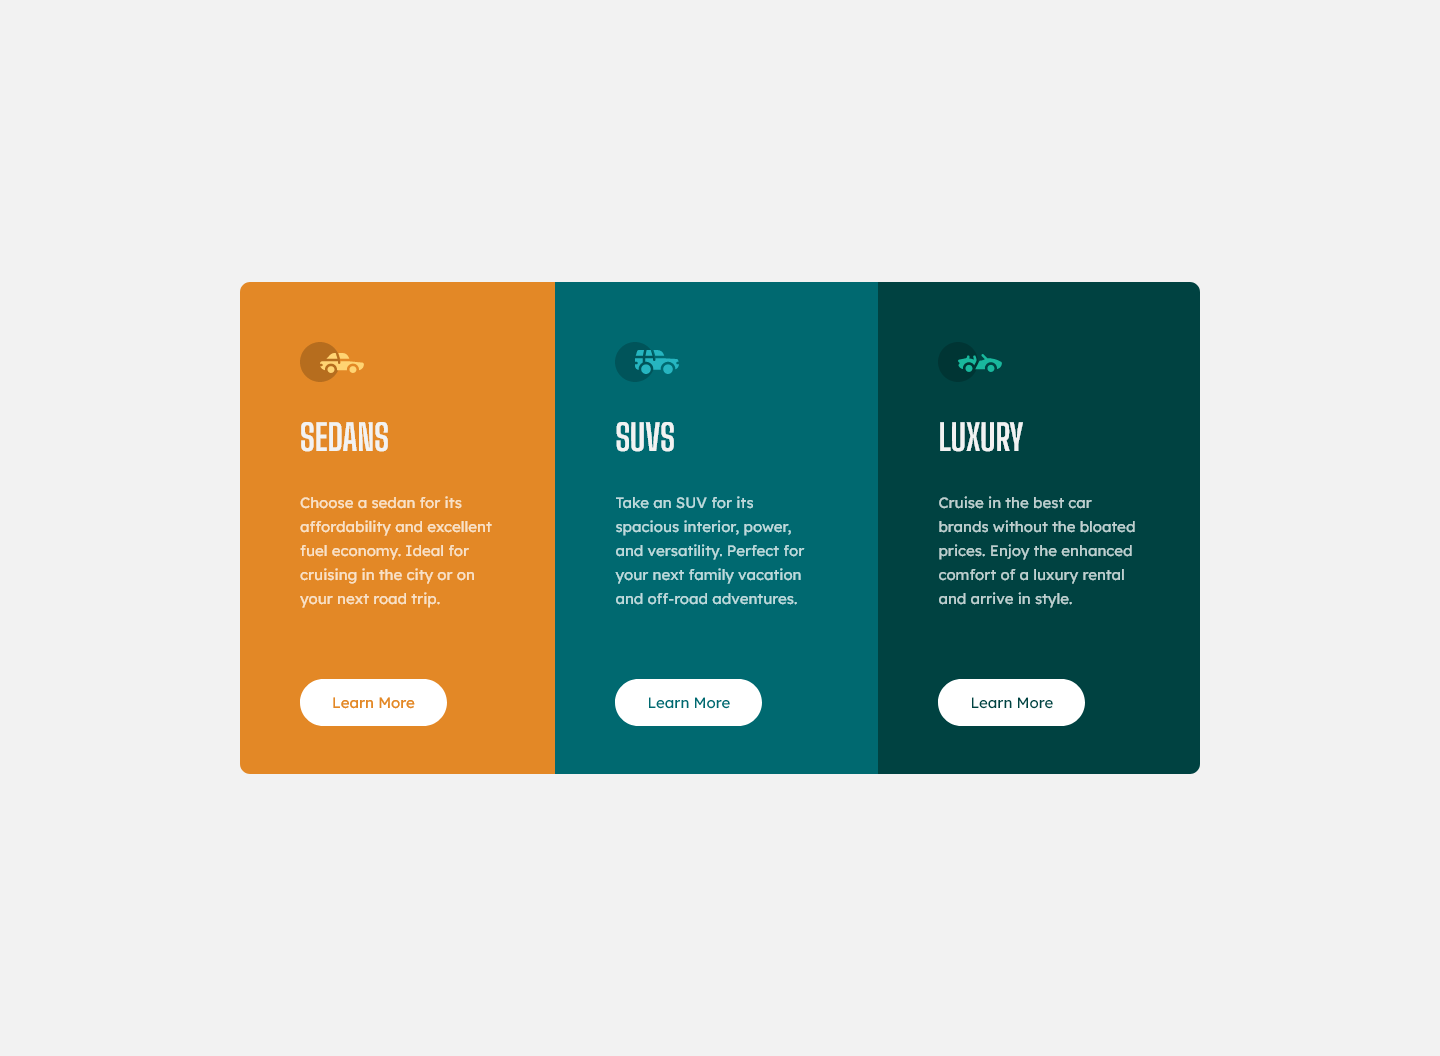 SEDANS
Choose a sedan for its
affordability and excellent
fuel economy. Ideal for
cruising in the city or on
your next road trip.
Learn More
SUVS
Take an SUV for its
spacious interior, power,
and versatility. Perfect for
your next family vacation
and off-road adventures.
Learn More
LUXURY
Cruise in the best car
brands without the bloated
prices. Enjoy the enhanced
comfort of a luxury rental
and arrive in style.
Learn More